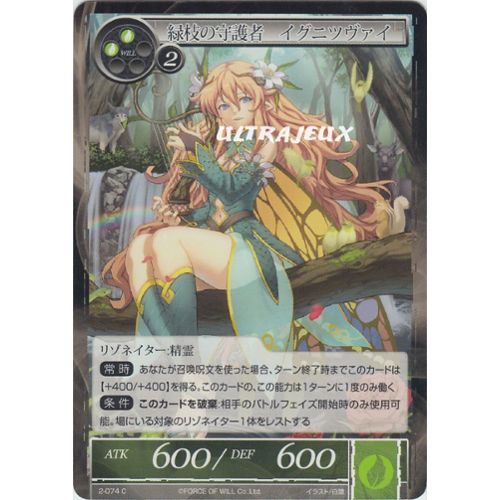 緑枝の守護者 イグニツヴァイ
WILL
2
ULTRAJEUX
リゾネイター:精霊
常時 あなたが召喚呪文を使った場合、ターン終了時までこのカードは
【+400/+400】を得る。このカードの、この能力は1ターンに1度のみ働く
条件 このカードを破棄:相手のバトルフェイズ開始時のみ使用可
能。場にいる対象のリゾネイター1体をレストする
ATK 600/ DEF 600
2-074 C ©FORCE OF WILL Co.,Ltd. イラスト/白蛋